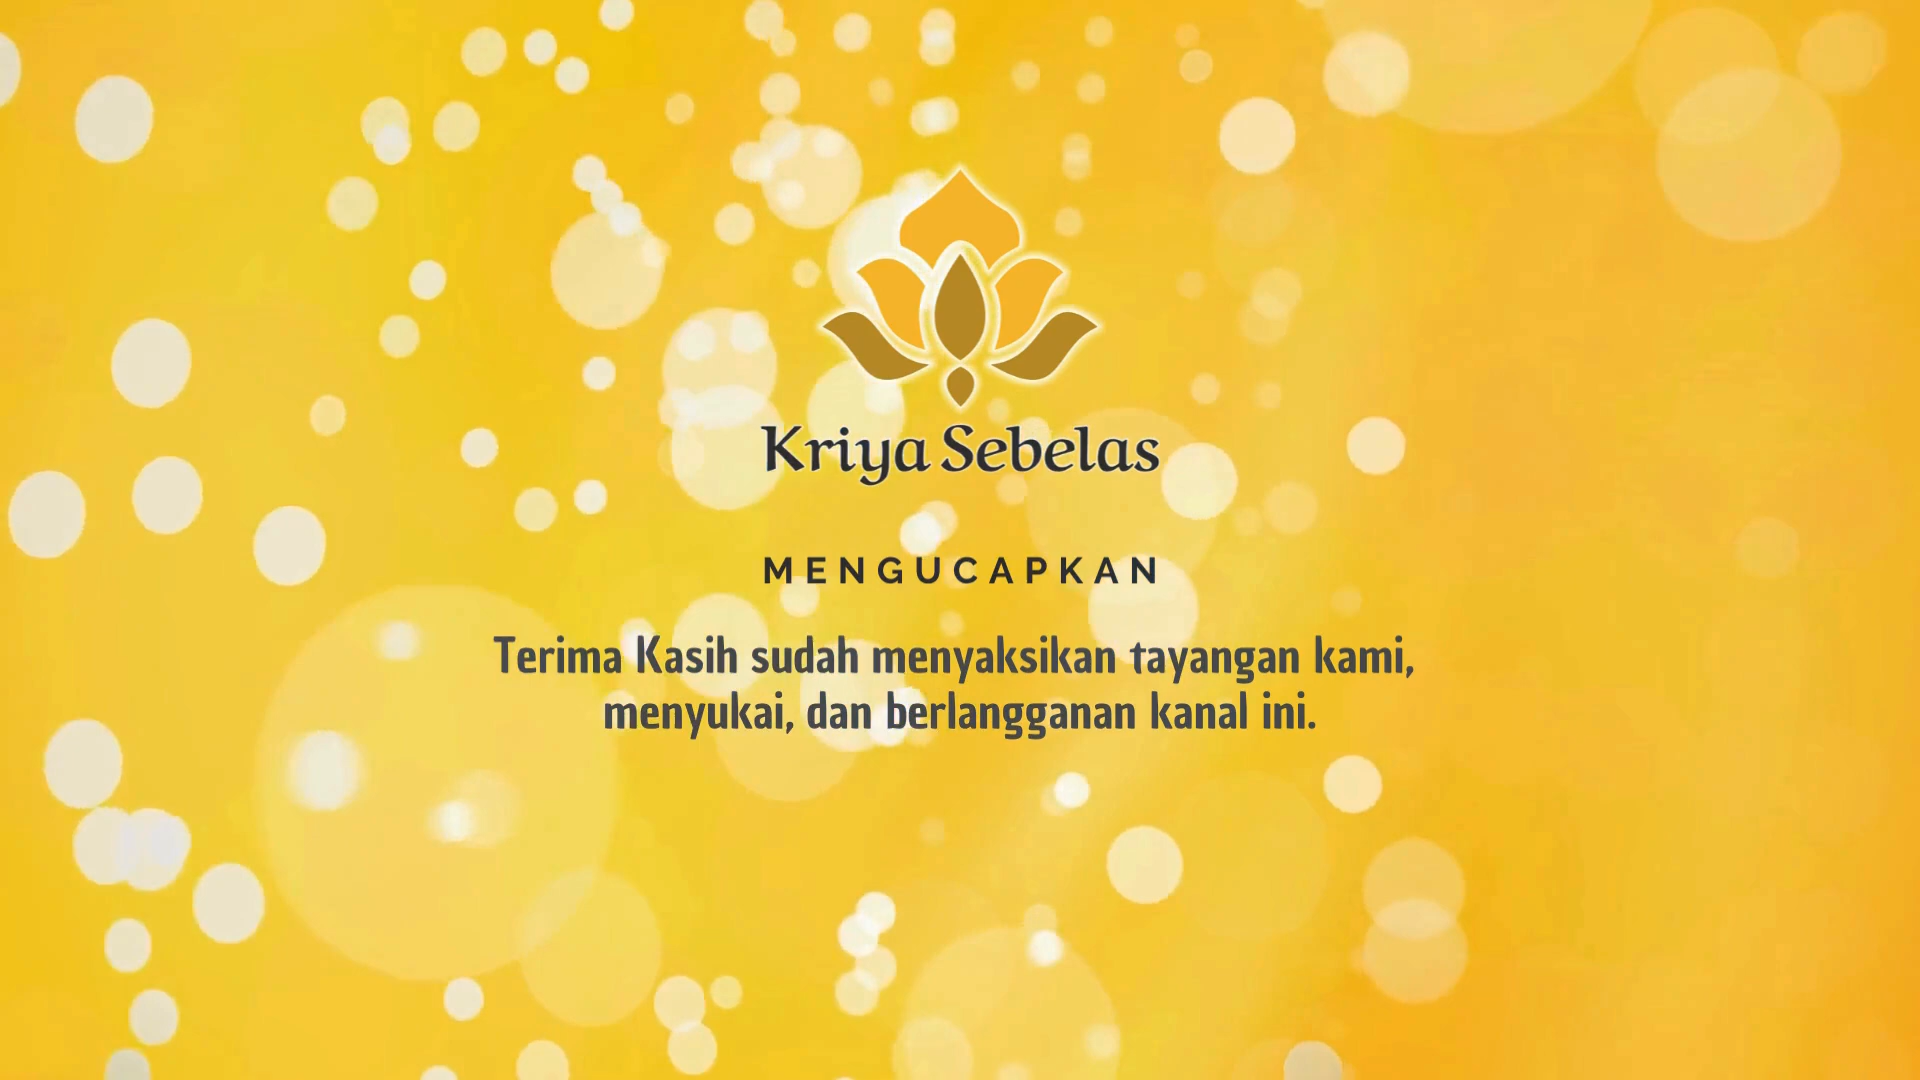 Kriya Sebelas
MENGUCAPKAN
Terima Kasih sudah menyaksikan tayangan kami,
menyukai, dan berlangganan kanal ini.